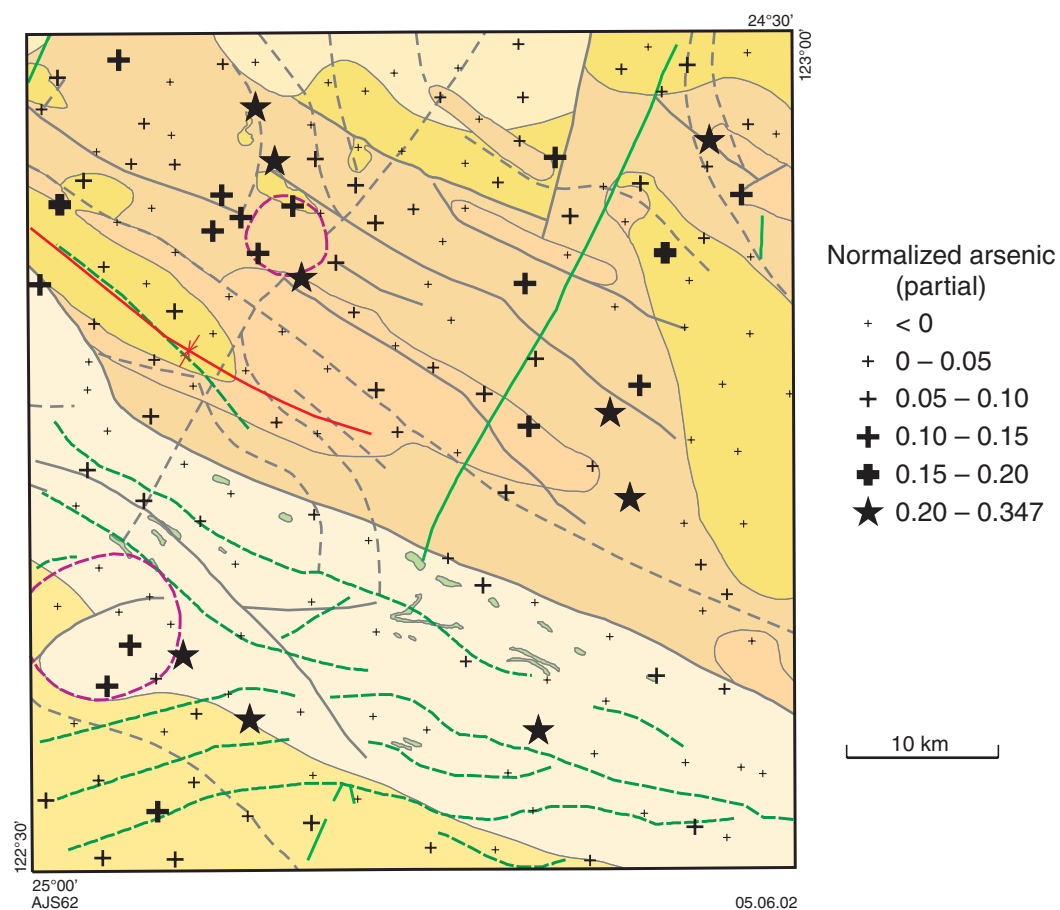 24°30’
123°00’
Normalized arsenic
(partial)
< 0
0 – 0.05
0.05 – 0.10
0.10 – 0.15
0.15 – 0.20
0.20 – 0.347
10 km
122°30’
25°00’
AJS62
05.06.02